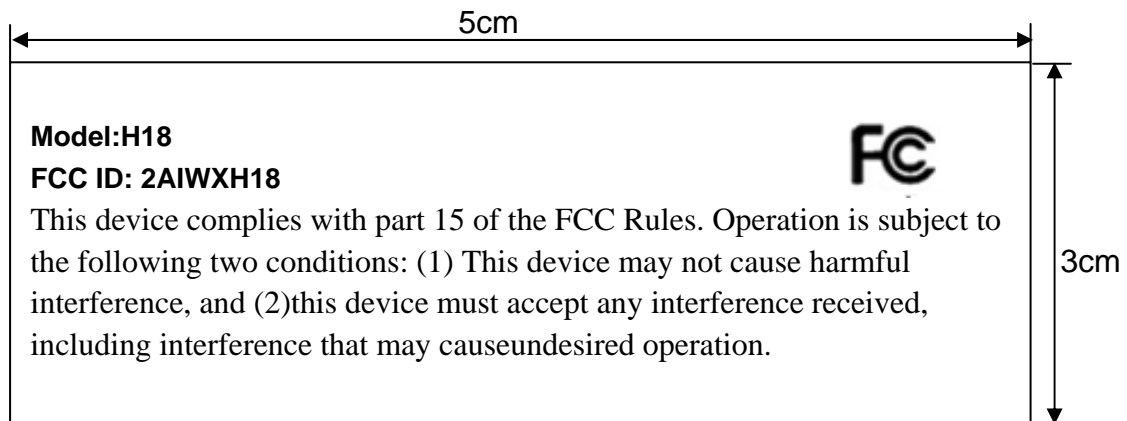 5cm
Model:H18
FCC
FCC ID: 2AIWXH18
This device complies with part 15 of the FCC Rules. Operation is subject to
the following two conditions: (1) This device may not cause harmful
interference, and (2)this device must accept any interference received,
including interference that may causeundesired operation.
3cm